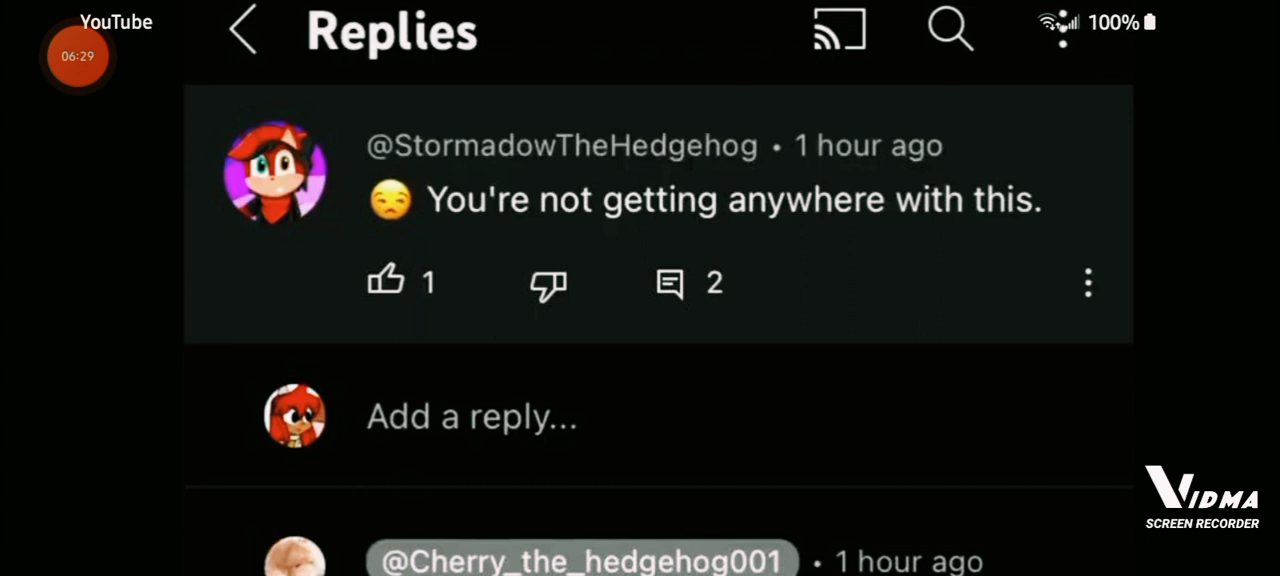 YouTube
06:29
Replies
100%
@StormadowTheHedgehog • 1 hour ago
😒 You're not getting anywhere with this.
1
2
Add a reply...
@Cherry_the_hedgehog001 • 1 hour ago
VIDMA
SCREEN RECORDER